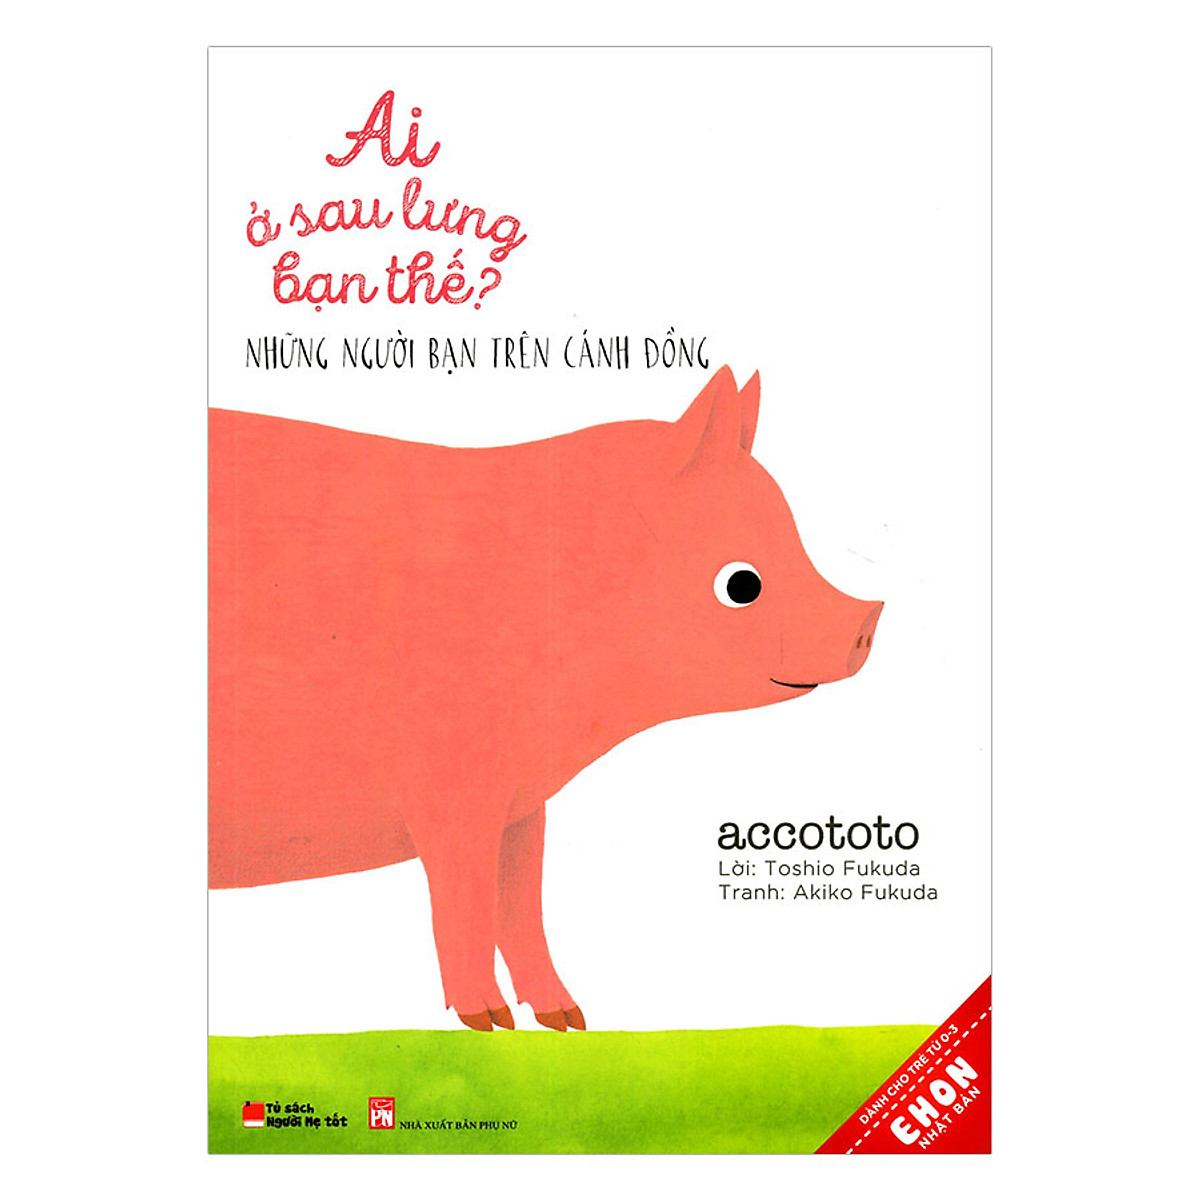 Ai
ở sau lưng
bạn thế?
NHỮNG NGƯỜI BẠN TRÊN CÁNH ĐỒNG
accototo
Lời: Toshio Fukuda
Tranh: Akiko Fukuda
DÀNH CHO TRẺ TỪ 0-3
EHON
NHẬT BẢN
Tủ sách
Người Mẹ tốt
PN
NHÀ XUẤT BẢN PHỤ NỮ